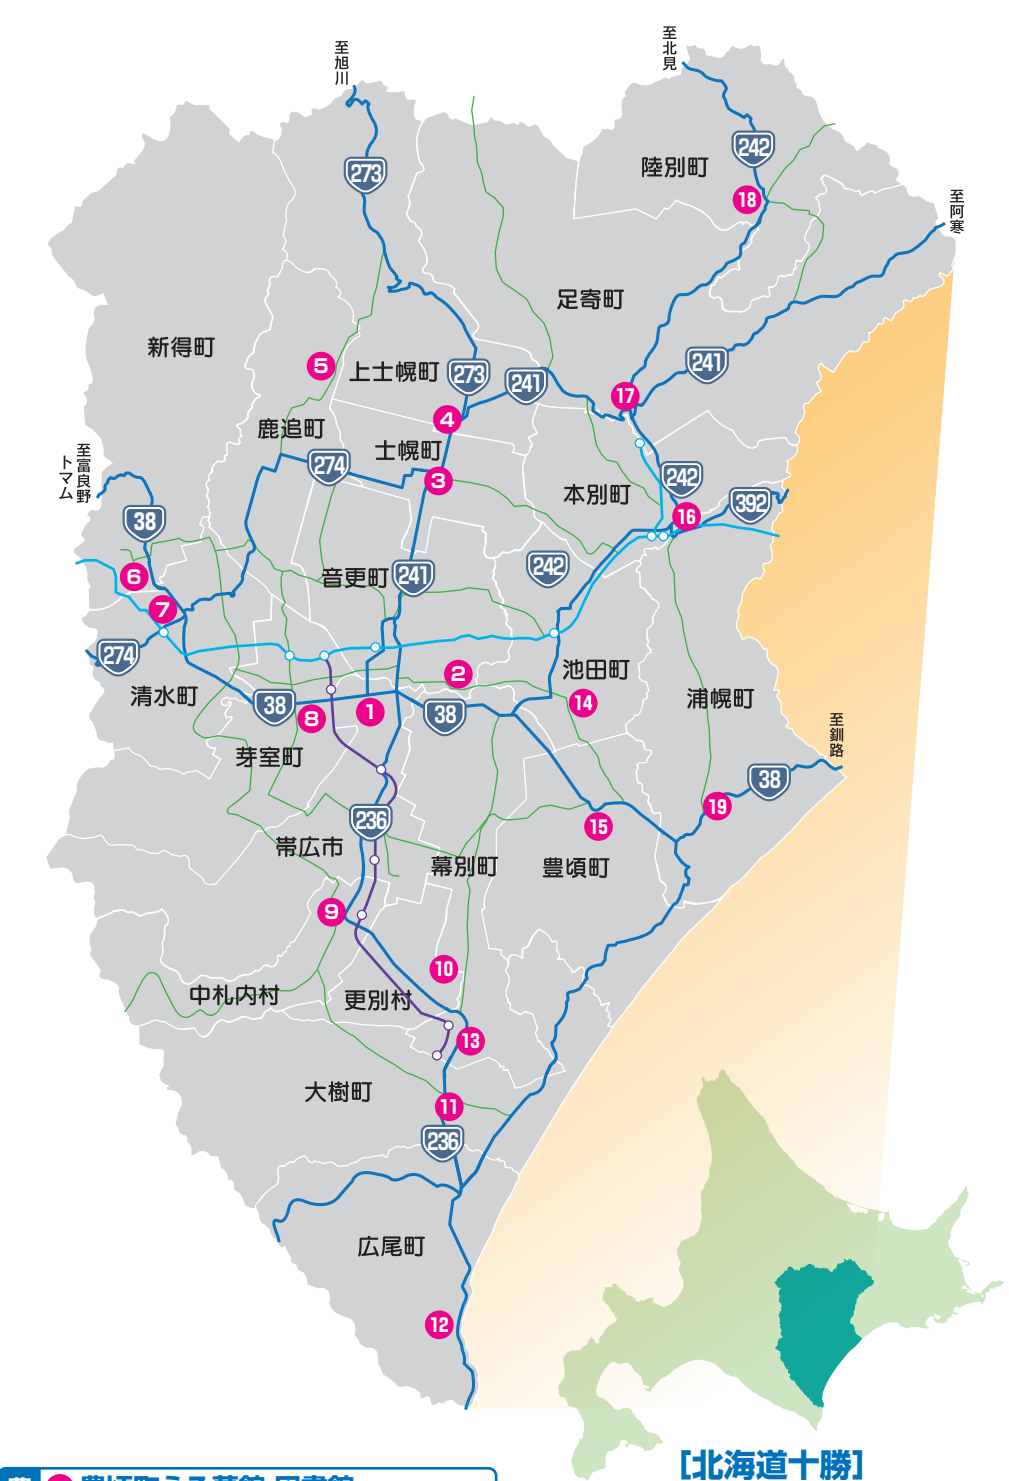 至旭川
至北見
242
273
陸別町
18
至阿寒
足寄町
新得町
5
上士幌町
273
241
241
17
4
鹿追町
士幌町
274
3
至富良野
トマム
本別町
242
392
38
16
音更町
241
242
6
7
274
2
池田町
清水町
14
浦幌町
38
8
1
38
至釧路
芽室町
38
19
236
15
帯広市
幕別町
豊頃町
9
10
中札内村
更別村
13
大樹町
11
236
広尾町
12
[北海道十勝]